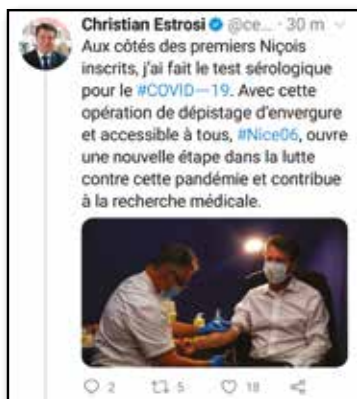 Christian Estrosi @ce... · 30 m
Aux côtés des premiers Niçois
inscrits, j'ai fait le test sérologique
pour le #COVID—19. Avec cette
opération de dépistage d'envergure
et accessible à tous, #Nice06, ouvre
une nouvelle étape dans la lutte
contre cette pandémie et contribue
à la recherche médicale.
2 5 18